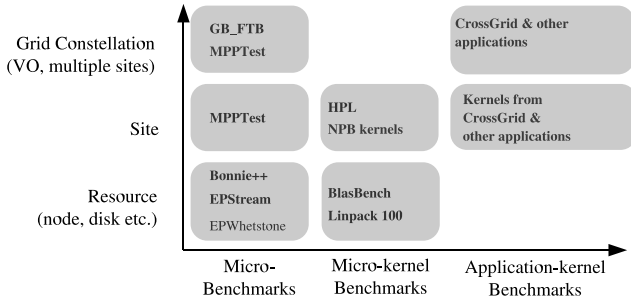 Grid Constellation
(VO, multiple sites)
GB_FTB
MPPTest
CrossGrid & other
applications
Site
MPPTest
HPL
NPB kernels
Kernels from
CrossGrid &
other applications
Resource
(node, disk etc.)
Bonnie++
EPStream
EPWhetstone
BlasBench
Linpack 100
Micro-
Benchmarks
Micro-kernel
Benchmarks
Application-kernel
Benchmarks